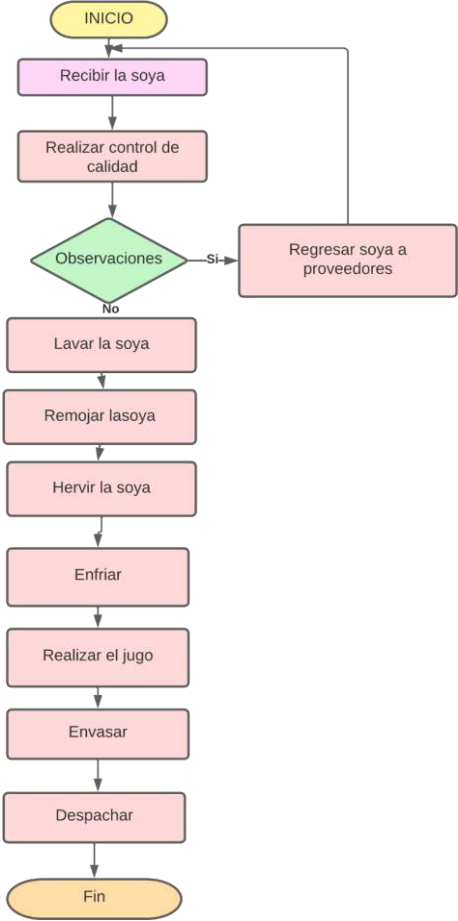 INICIO
Recibir la soya
Realizar control de
calidad
Observaciones
Si
Regresar soya a
proveedores
No
Lavar la soya
Remojar lasoya
Hervir la soya
Enfriar
Realizar el jugo
Envasar
Despachar
Fin